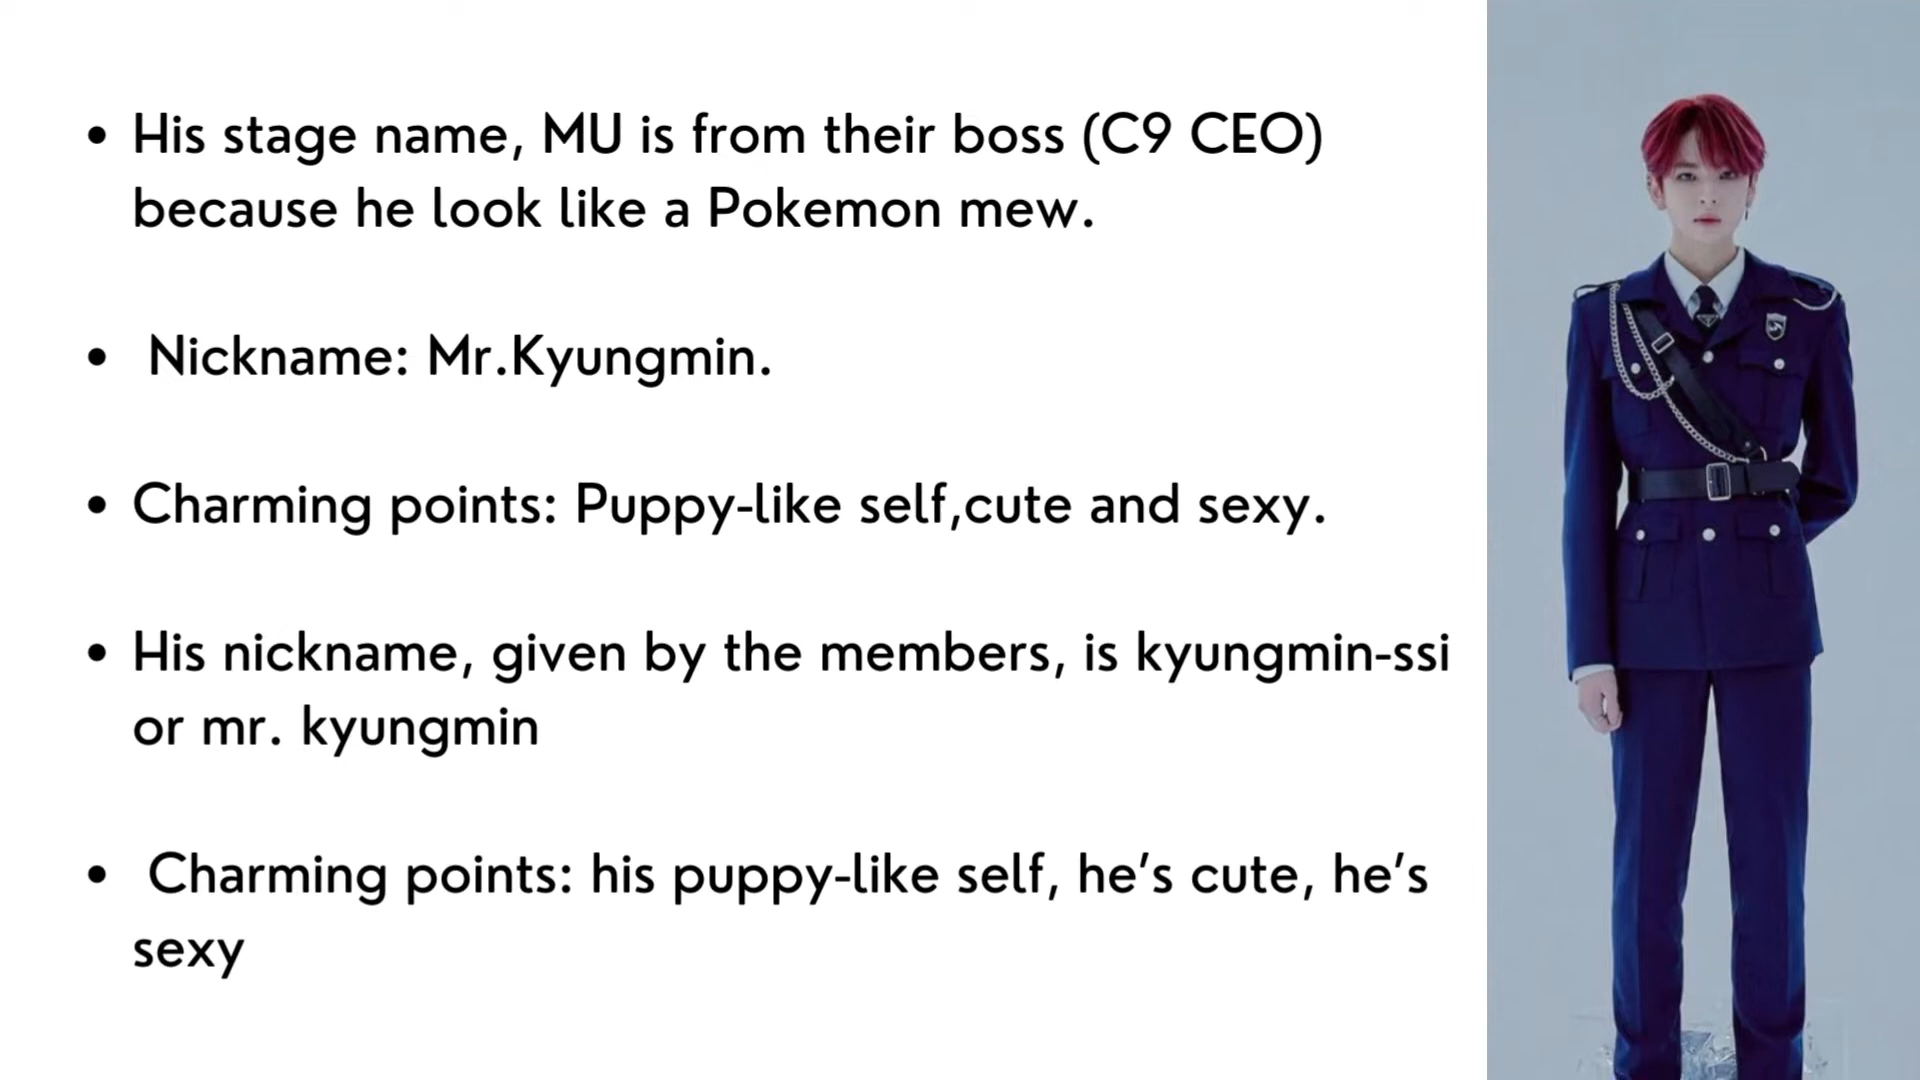 • His stage name, MU is from their boss (C9 CEO)
because he look like a Pokemon mew.
• Nickname: Mr.Kyungmin.
• Charming points: Puppy-like self,cute and sexy.
• His nickname, given by the members, is kyungmin-ssi
or mr. kyungmin
• Charming points: his puppy-like self, he’s cute, he’s
sexy